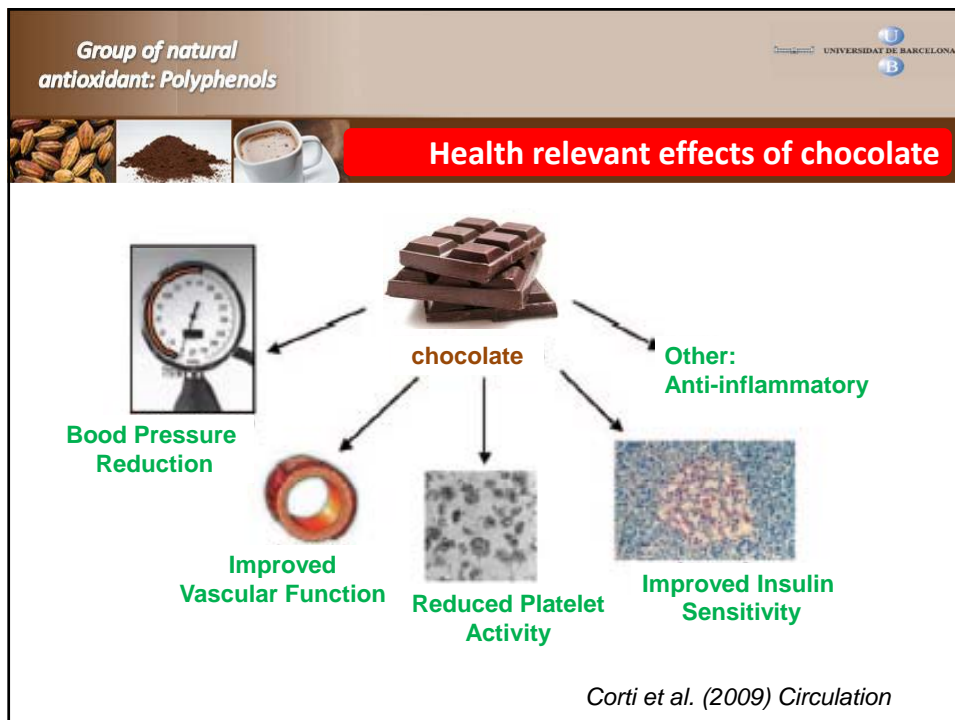 Group of natural
antioxidant: Polyphenols
UNIVERSIDAT DE BARCELONA
U
B
Health relevant effects of chocolate
chocolate
Other:
Anti-inflammatory
Bood Pressure
Reduction
Improved
Vascular Function
Reduced Platelet
Activity
Improved Insulin
Sensitivity
Corti et al. (2009) Circulation